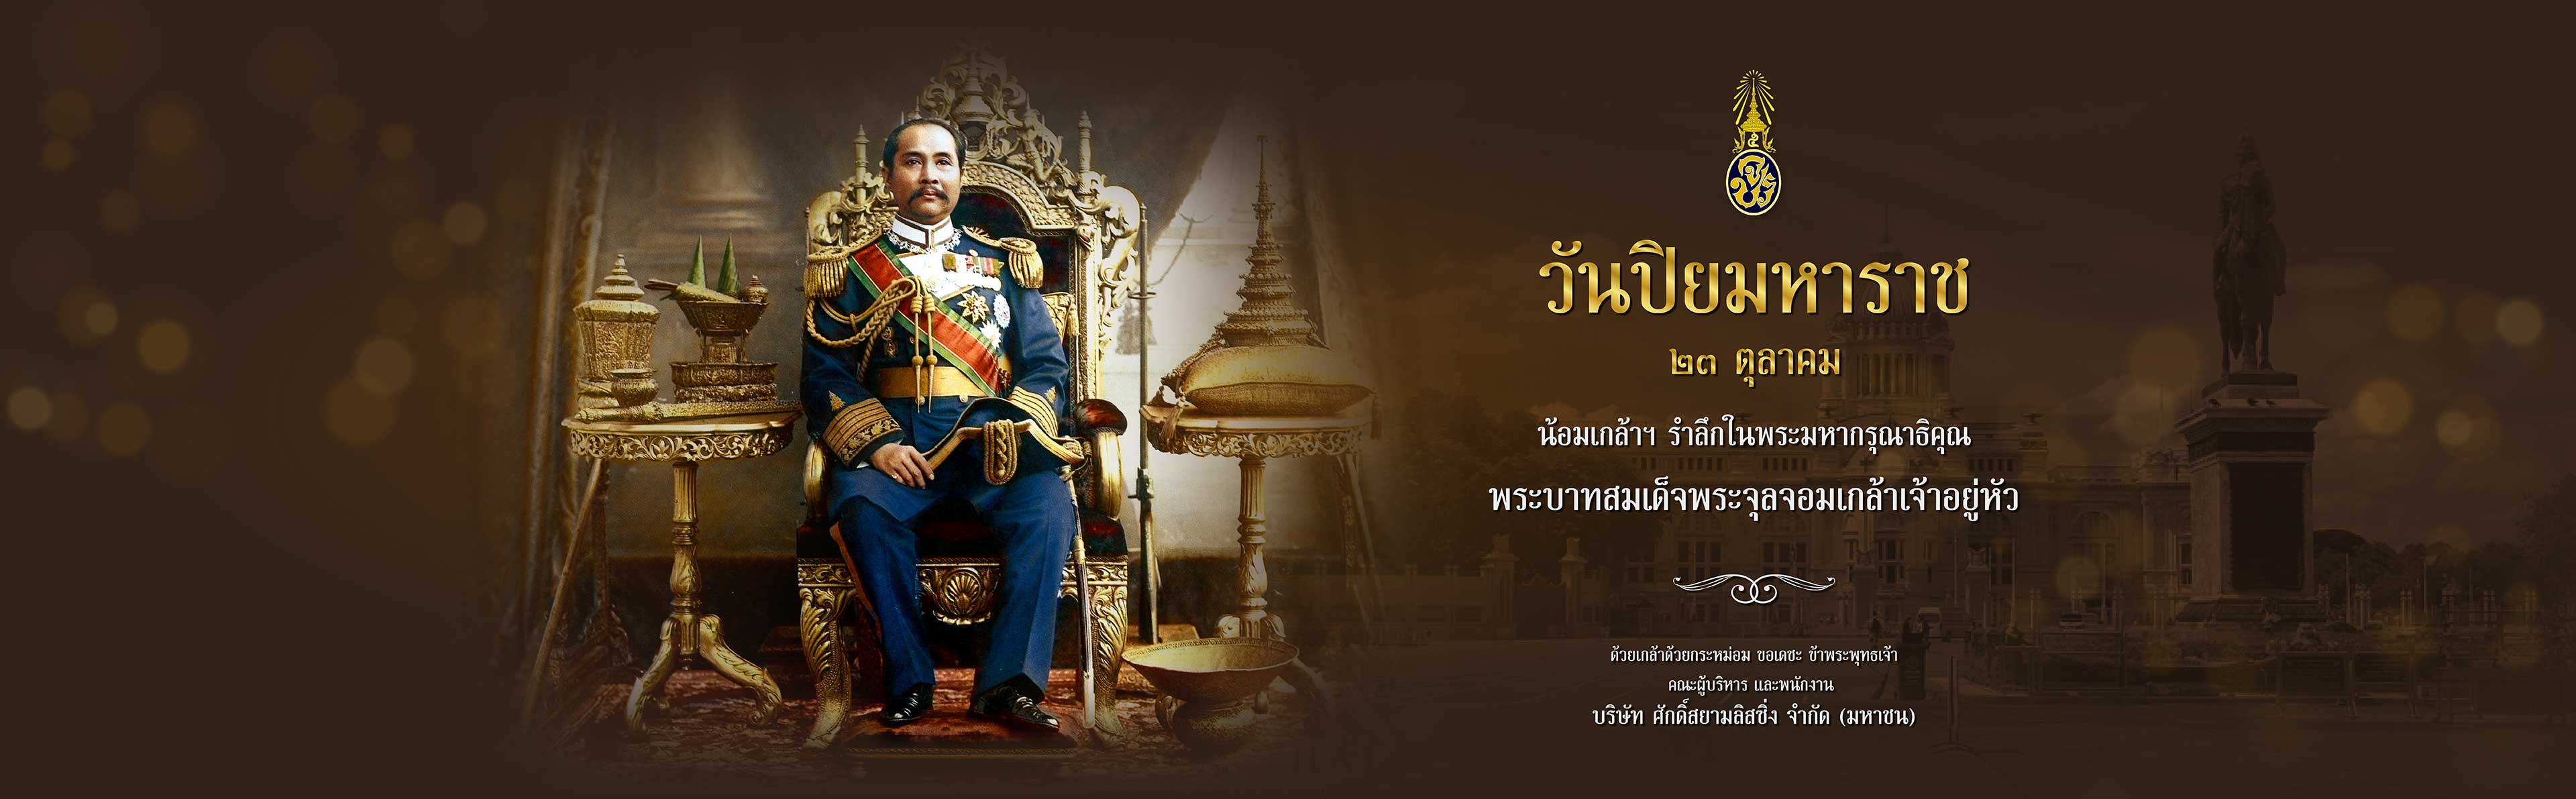 ๕
วันปิยมหาราช
๒๓ ตุลาคม
น้อมเกล้าฯ รำลึกในพระมหากรุณาธิคุณ
พระบาทสมเด็จพระจุลจอมเกล้าเจ้าอยู่หัว
ด้วยเกล้าด้วยกระหม่อม ขอเดชะ ข้าพระพุทธเจ้า
คณะผู้บริหาร และพนักงาน
บริษัท ศักดิ์สยามลิสซิ่ง จำกัด (มหาชน)